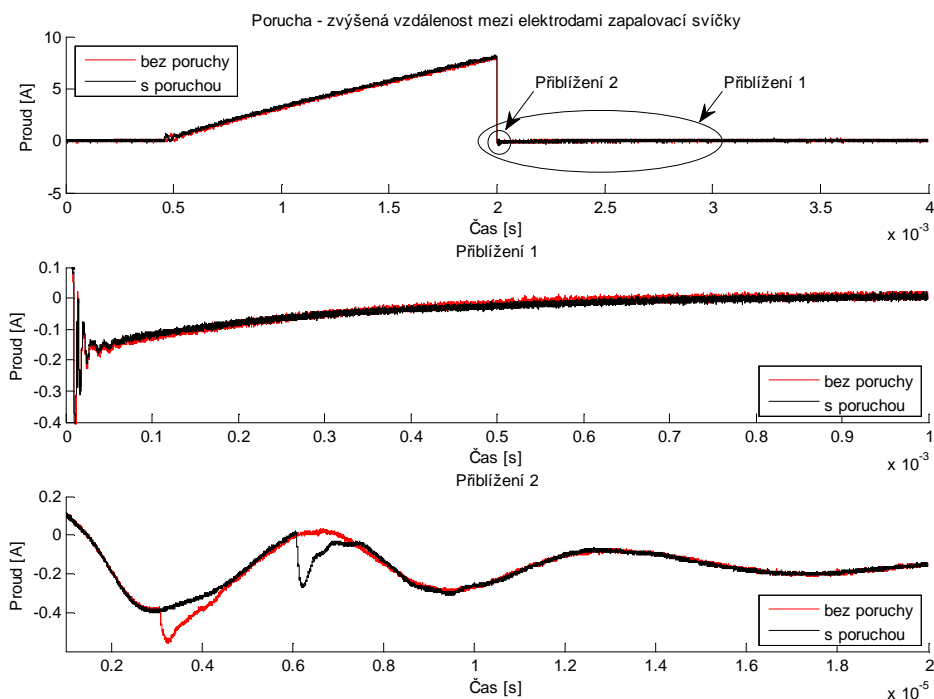 Porucha - zvýšená vzdálenost mezi elektrodami zapalovací svíčky
10
5
0
-5
Proud [A]
bez poruchy
s poruchou
Přiblížení 2
Přiblížení 1
0 0.5 1 1.5 2 2.5 3 3.5 4
Čas [s]
x 10-3
Přiblížení 1
0.1
0
-0.1
-0.2
-0.3
-0.4
Proud [A]
bez poruchy
s poruchou
0 0.1 0.2 0.3 0.4 0.5 0.6 0.7 0.8 0.9 1
Čas [s]
x 10-3
Přiblížení 2
0.2
0
-0.2
-0.4
Proud [A]
bez poruchy
s poruchou
0.2 0.4 0.6 0.8 1 1.2 1.4 1.6 1.8 2
Čas [s]
x 10-5